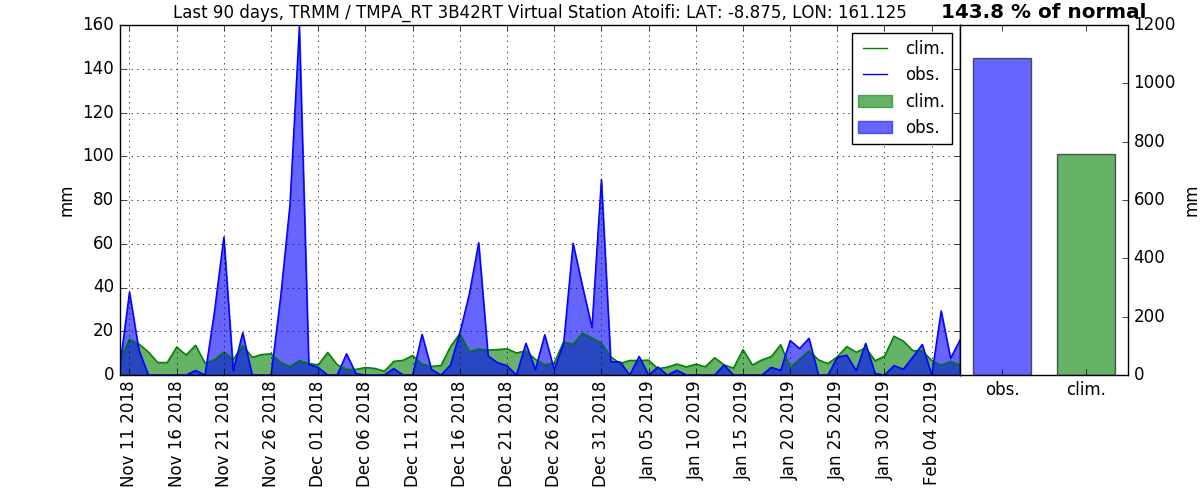 Last 90 days, TRMM / TMPA_RT 3B42RT Virtual Station Atoifi: LAT: -8.875, LON: 161.125
143.8 % of normal
160
140
120
100
80
60
40
20
0
mm
clim.
obs.
clim.
obs.
1200
1000
800
600
400
200
0
mm
obs.
clim.
Nov 11 2018
Nov 16 2018
Nov 21 2018
Nov 26 2018
Dec 01 2018
Dec 06 2018
Dec 11 2018
Dec 16 2018
Dec 21 2018
Dec 26 2018
Dec 31 2018
Jan 05 2019
Jan 10 2019
Jan 15 2019
Jan 20 2019
Jan 25 2019
Jan 30 2019
Feb 04 2019